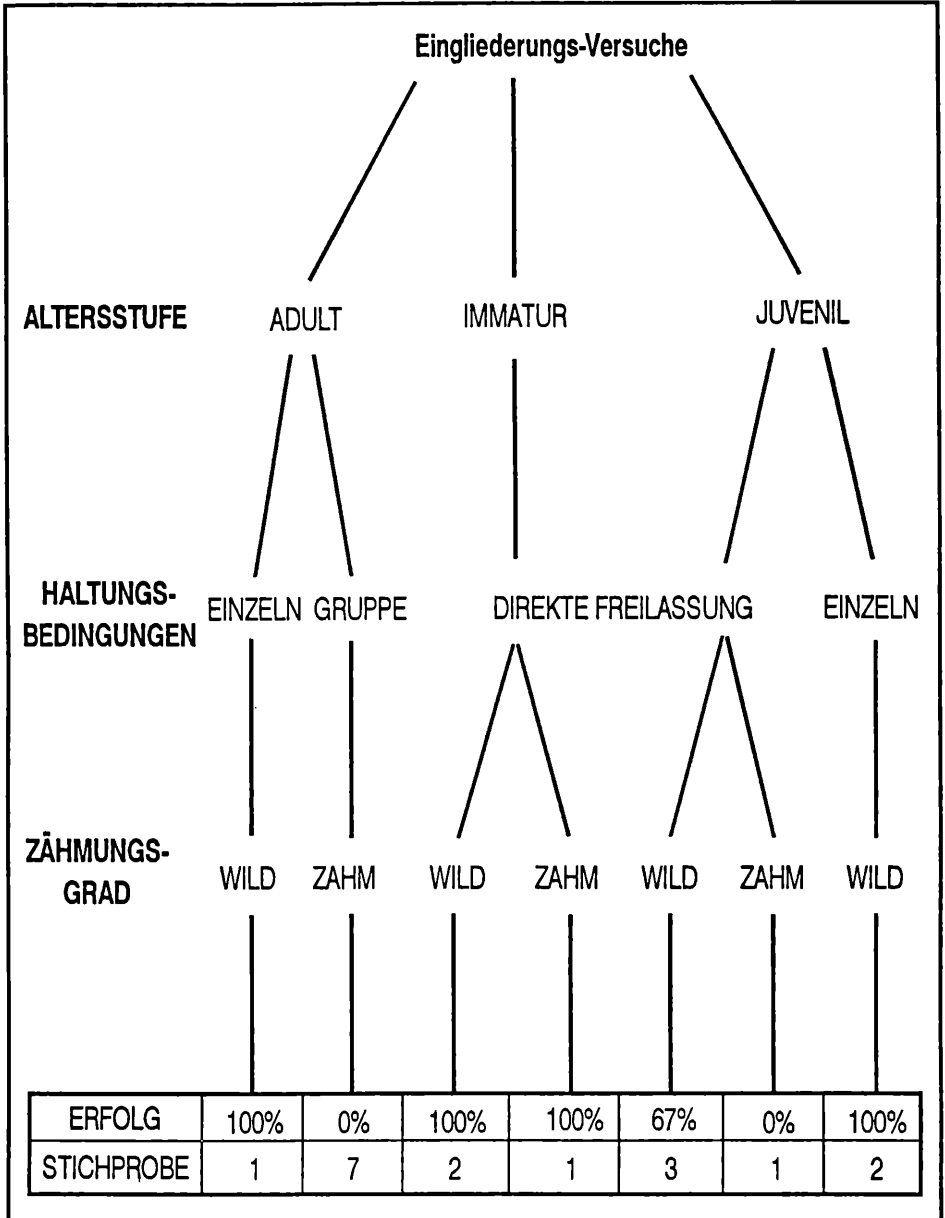 Eingliederungs-Versuche
ALTERSSTUFE ADULT IMMATUR JUVENIL
HALTUNGS-
BEDINGUNGEN EINZELN GRUPPE DIREKTE FREILASSUNG EINZELN
ZÄHMUNGS-
GRAD WILD ZAHM WILD ZAHM WILD ZAHM WILD
ERFOLG 100% 0% 100% 100% 67% 0% 100%
STICHPROBE 1 7 2 1 3 1 2